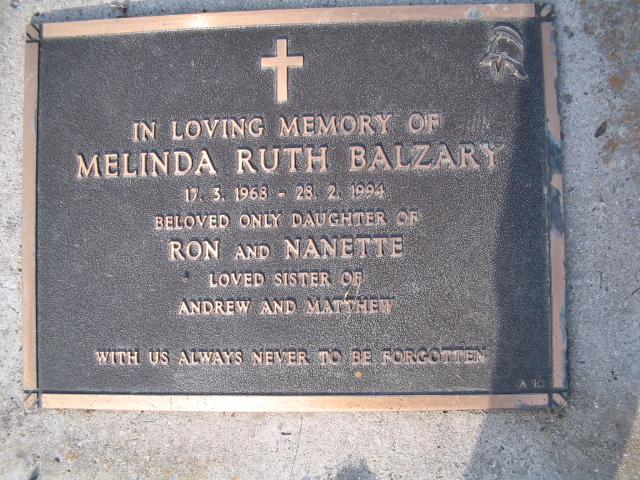 IN LOVING MEMORY OF
MELINDA RUTH BALZARY
17. 3. 1968 - 28. 2. 1994
BELOVED ONLY DAUGHTER OF
RON AND NANETTE
LOVED SISTER OF
ANDREW AND MATTHEW
WITH US ALWAYS NEVER TO BE FORGOTTEN